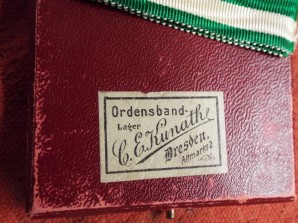 Ordensband-
Lager
C. E. Kunath
Dresden,
Altmarkt 2